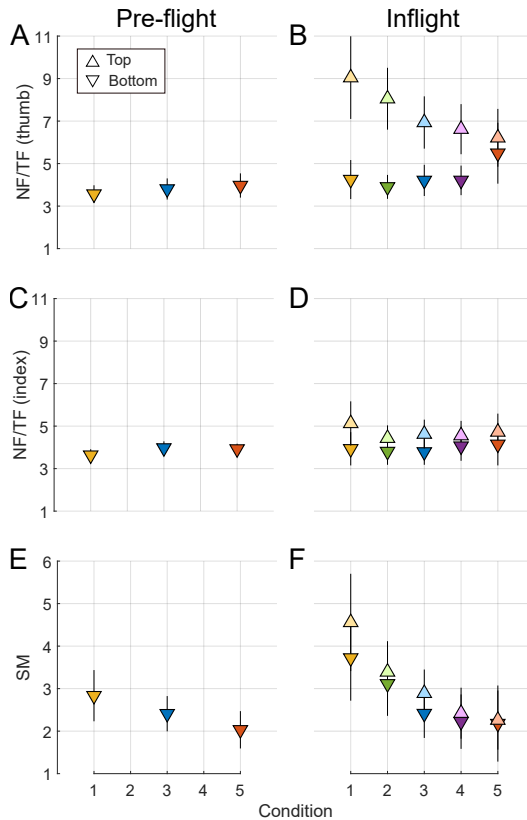 Pre-flight
Inflight
A
B
11
9
7
5
3
1
NF/TF (thumb)
Top
Bottom
C
D
11
9
7
5
3
1
NF/TF (index)
E
F
6
5
4
3
2
1
SM
1 2 3 4 5
1 2 3 4 5
Condition